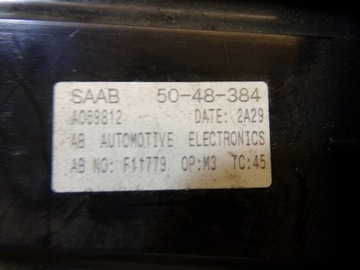 SAAB 50-48-384
A069812 DATE: 2A29
AB AUTOMOTIVE ELECTRONICS
AB NO: F11779 OP:M3 TC:45